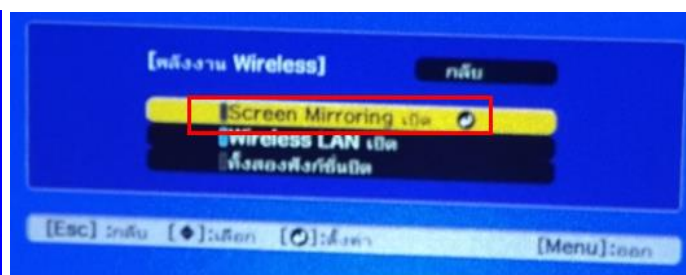 [พลังงาน Wireless] กลับ
Screen Mirroring เปิด
Wireless LAN เปิด
ทั้งสองฟังก์ชั่นปิด
[Esc] :กลับ [◆]:เลือก [⏎]:ตั้งค่า [Menu]:ออก